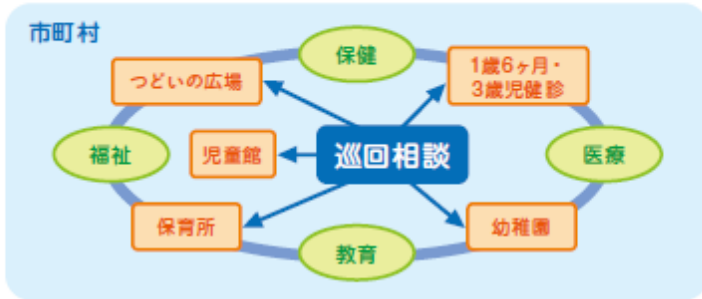 市町村
保健
つどいの広場
1歳6ヶ月・
3歳児健診
福祉
児童館
巡回相談
医療
保育所
幼稚園
教育